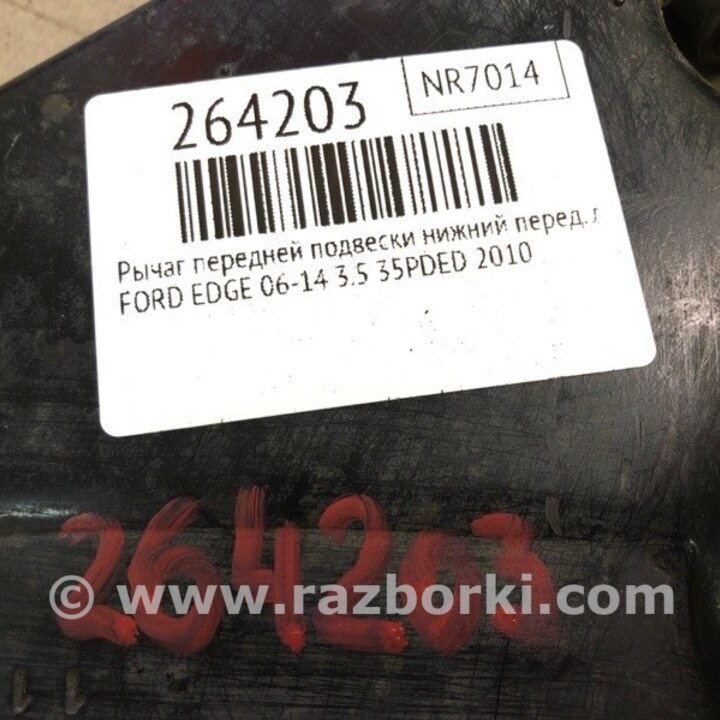 264203
NR7014
Рычаг передней подвески нижний перед. л
FORD EDGE 06-14 3.5 35PDED 2010
264203
© www.razborki.com
11